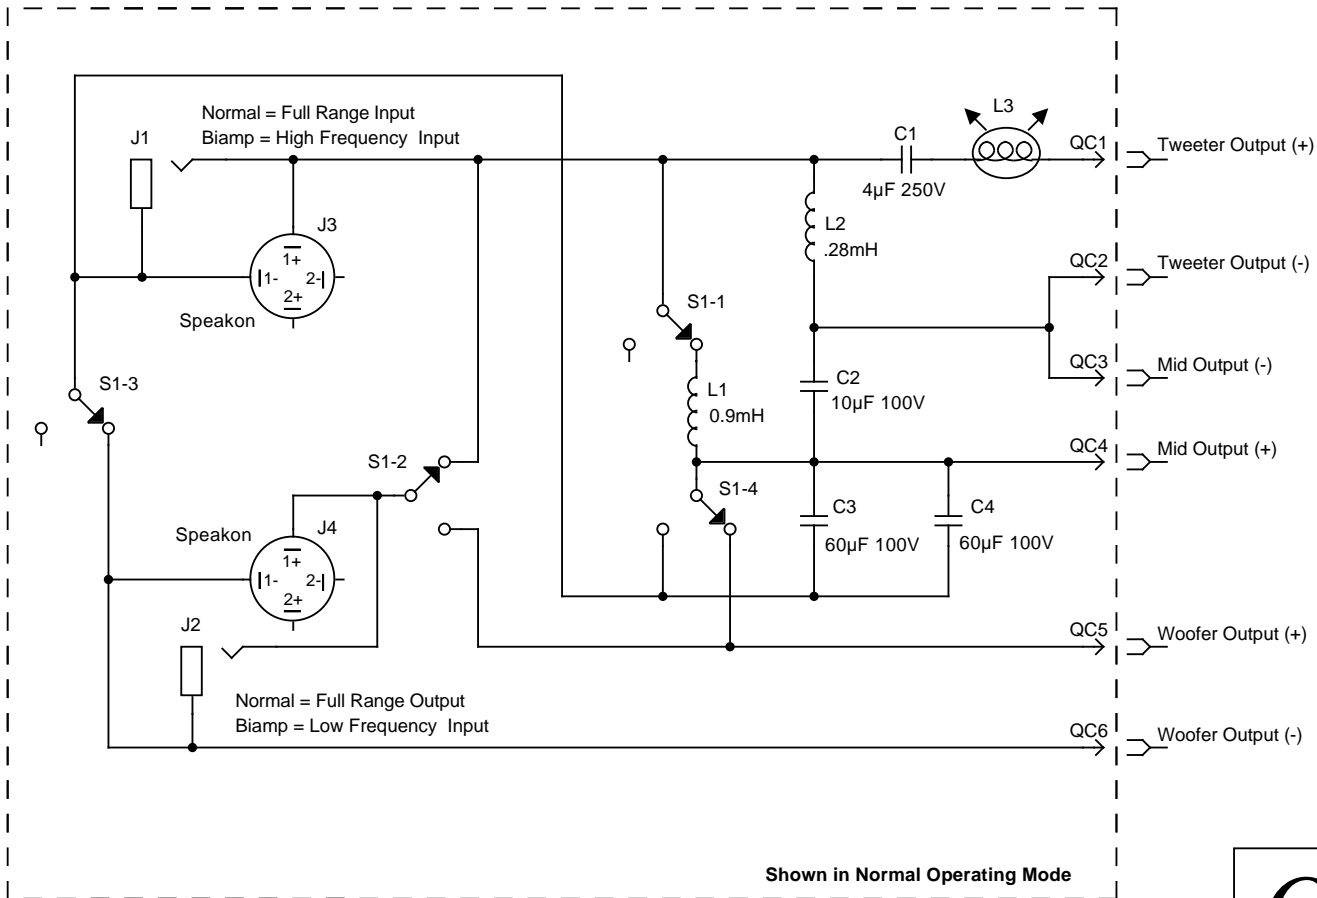 Normal = Full Range Input
Biamp = High Frequency Input
J1
L3
C1
QC1
Tweeter Output (+)
4µF 250V
J3
L2
.28mH
1+
1-
2-
2+
QC2
Tweeter Output (-)
Speakon
S1-1
QC3
Mid Output (-)
S1-3
L1
0.9mH
C2
10µF 100V
QC4
Mid Output (+)
S1-2
S1-4
C3
60µF 100V
C4
60µF 100V
Speakon
J4
1+
1-
2-
2+
J2
QC5
Woofer Output (+)
Normal = Full Range Output
Biamp = Low Frequency Input
QC6
Woofer Output (-)
Shown in Normal Operating Mode